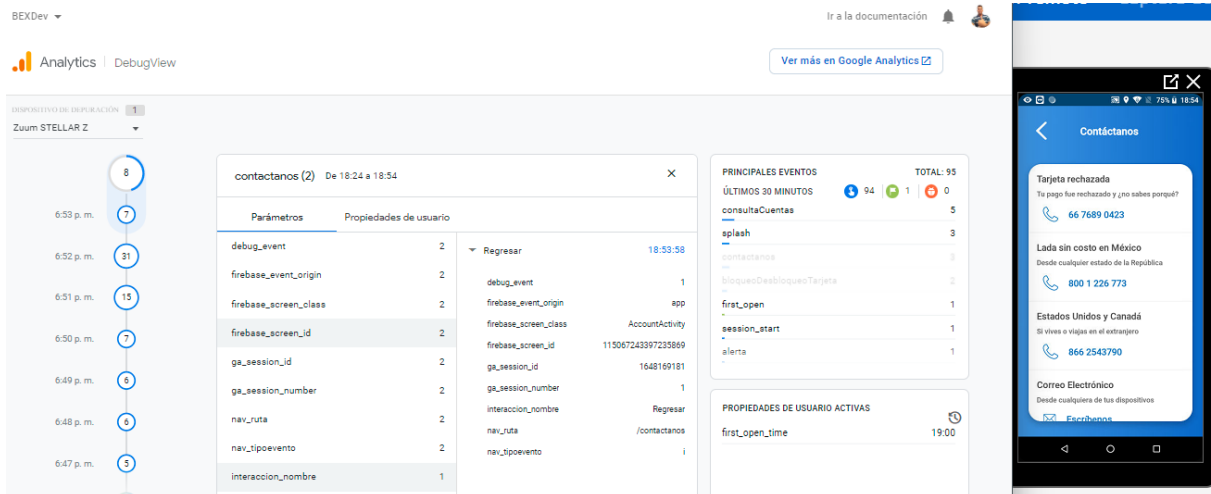 BEXDev
Ir a la documentación
Analytics DebugView
Ver más en Google Analytics
DISPOSITIVO DE DEPURACIÓN 1
Zuum STELLAR Z
8
6:53 p. m. 7
6:52 p. m. 31
6:51 p. m. 15
6:50 p. m. 7
6:49 p. m. 6
6:48 p. m. 6
6:47 p. m. 5
contactanos (2) De 18:24 a 18:54
Parámetros Propiedades de usuario
debug_event 2
firebase_event_origin 2
firebase_screen_class 2
firebase_screen_id 2
ga_session_id 2
ga_session_number 2
nav_ruta 2
nav_tipoevento 2
interaccion_nombre 1
Regresar 18:53:58
debug_event 1
firebase_event_origin app
firebase_screen_class AccountActivity
firebase_screen_id 115067243397235869
ga_session_id 1648169181
ga_session_number 1
interaccion_nombre Regresar
nav_ruta /contactanos
nav_tipoevento i
PRINCIPALES EVENTOS TOTAL: 95
ÚLTIMOS 30 MINUTOS 94 1 0
consultaCuentas 5
splash 3
contactanos 2
bloqueoDesbloqueoTarjeta 2
first_open 1
session_start 1
alerta 1
PROPIEDADES DE USUARIO ACTIVAS
first_open_time 19:00
75% 18:54
Contáctanos
Tarjeta rechazada
Tu pago fue rechazado y ¿no sabes porqué?
66 7689 0423
Lada sin costo en México
Desde cualquier estado de la República
800 1 226 773
Estados Unidos y Canadá
Si vives o viajas en el extranjero
866 2543790
Correo Electrónico
Desde cualquiera de tus dispositivos
Escríbenos